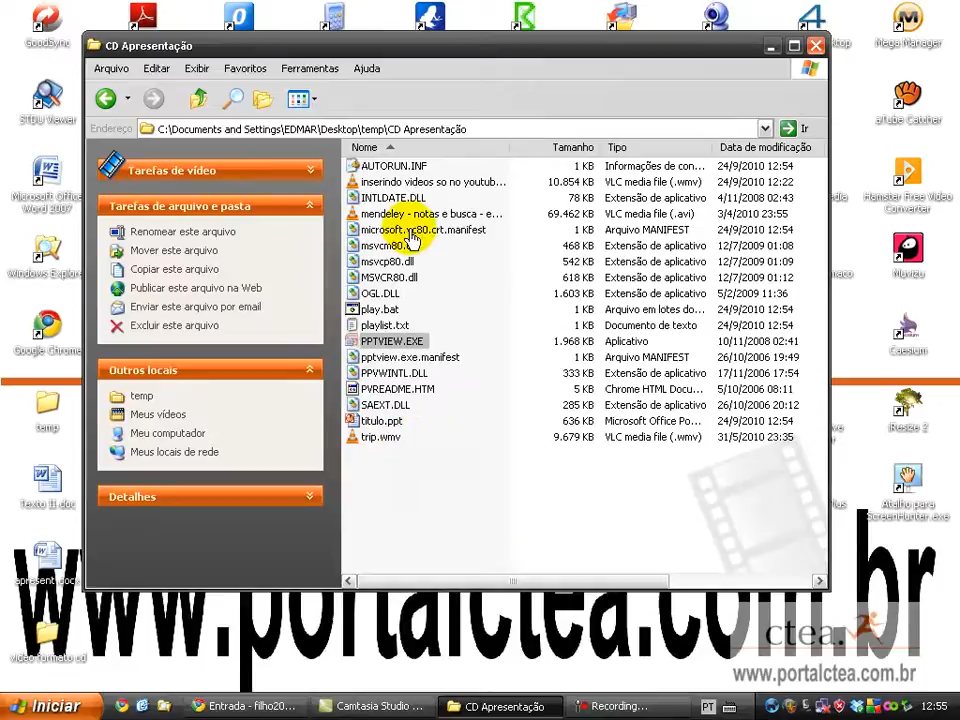 CD Apresentação
Arquivo Editar Exibir Favoritos Ferramentas Ajuda
Endereço C:\Documents and Settings\EDMAR\Desktop\temp\CD Apresentação Ir
Tarefas de vídeo
Tarefas de arquivo e pasta
Renomear este arquivo
Mover este arquivo
Copiar este arquivo
Publicar este arquivo na Web
Enviar este arquivo por email
Excluir este arquivo
Outros locais
temp
Meus vídeos
Meu computador
Meus locais de rede
Detalhes
Nome Tamanho Tipo Data de modificação
AUTORUN.INF 1 KB Informações de con... 24/9/2010 12:54
inserindo videos so no youtub... 10.854 KB VLC media file (.wmv) 24/9/2010 12:22
INTLDATE.DLL 78 KB Extensão de aplicativo 4/11/2008 02:43
mendeley - notas e busca - e... 69.462 KB VLC media file (.avi) 3/4/2010 23:55
microsoft.vc80.crt.manifest 1 KB Arquivo MANIFEST 24/9/2010 12:54
msvcm80.dll 468 KB Extensão de aplicativo 12/7/2009 01:08
msvcp80.dll 542 KB Extensão de aplicativo 12/7/2009 01:09
MSVCR80.dll 618 KB Extensão de aplicativo 12/7/2009 01:12
OGL.DLL 1.603 KB Extensão de aplicativo 5/2/2009 11:36
play.bat 1 KB Arquivo em lotes do... 24/9/2010 12:54
playlist.txt 1 KB Documento de texto 24/9/2010 12:54
PPTVIEW.EXE 1.968 KB Aplicativo 10/11/2008 02:41
pptview.exe.manifest 1 KB Arquivo MANIFEST 26/10/2006 19:49
PPVWINTL.DLL 333 KB Extensão de aplicativo 17/11/2006 17:54
PVREADME.HTM 5 KB Chrome HTML Docu... 5/10/2006 08:11
SAEXT.DLL 285 KB Extensão de aplicativo 26/10/2006 20:12
titulo.ppt 636 KB Microsoft Office Po... 24/9/2010 12:54
trip.wmv 9.679 KB VLC media file (.wmv) 31/5/2010 23:35
GoodSync
STDU Viewer
Microsoft Office Word 2007
Windows Explorer
Google Chrome
temp
Texto II.doc
apresent.docx
video formato cd
Mega Manager
aTube Catcher
Hamster Free Video Converter
Muvizu
Caesium
iResize 2
Atalho para ScreenHunter.exe
www.portalctea.com.br
ctea.
www.portalctea.com.br
Iniciar Entrada - filho20... Camtasia Studio ... CD Apresentação Recording... PT 12:55